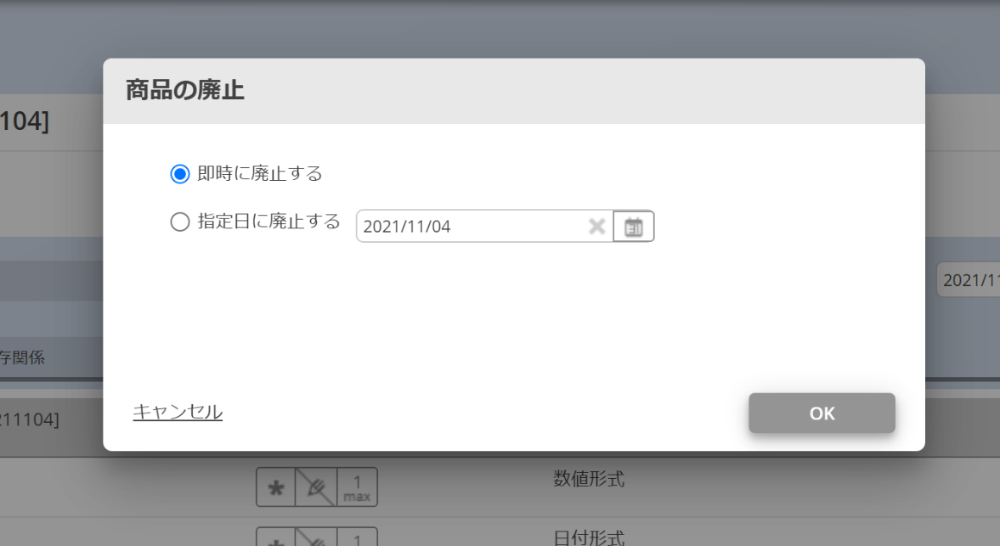 商品の廃止
104]
即時に廃止する
指定日に廃止する 2021/11/04
2021/11
存関係
キャンセル OK
211104]
1 max 数値形式
1 日付形式